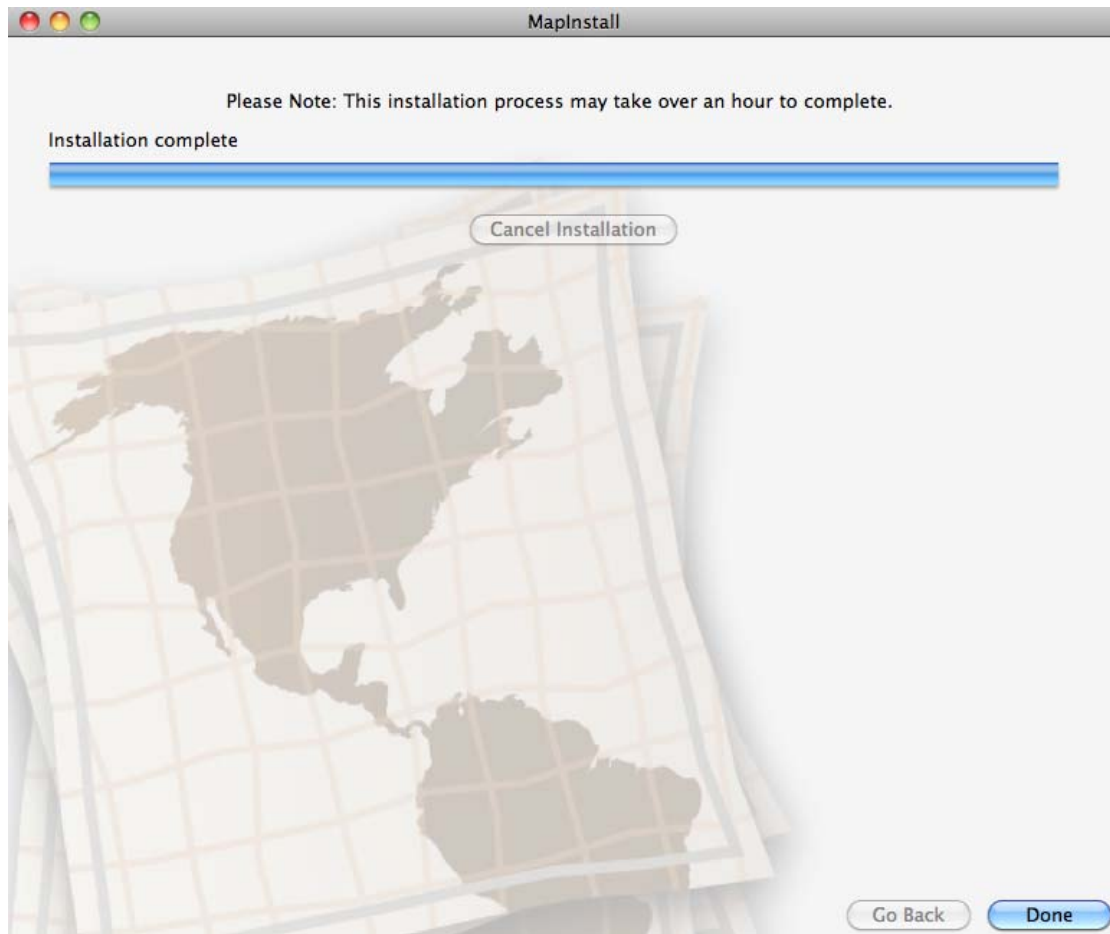 MapInstall
Please Note: This installation process may take over an hour to complete.
Installation complete
Cancel Installation
Go Back
Done